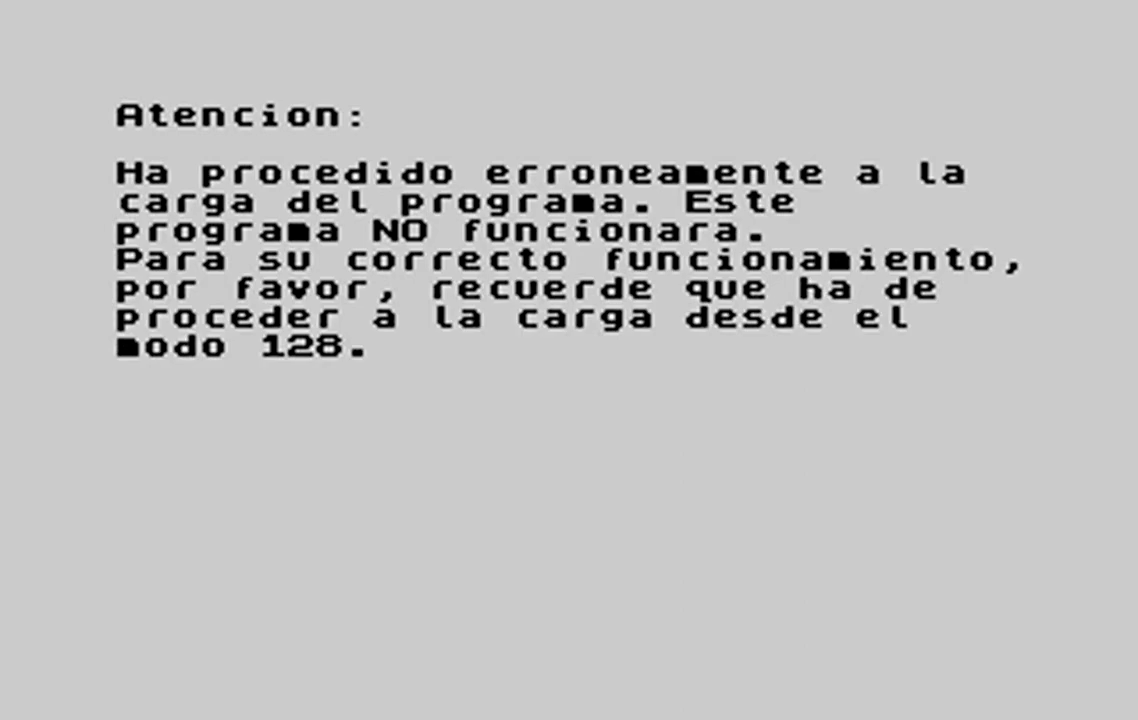 Atencion:
Ha procedido erroneamente a la
carga del programa. Este
programa NO funcionara.
Para su correcto funcionamiento,
por favor, recuerde que ha de
proceder a la carga desde el
modo 128.